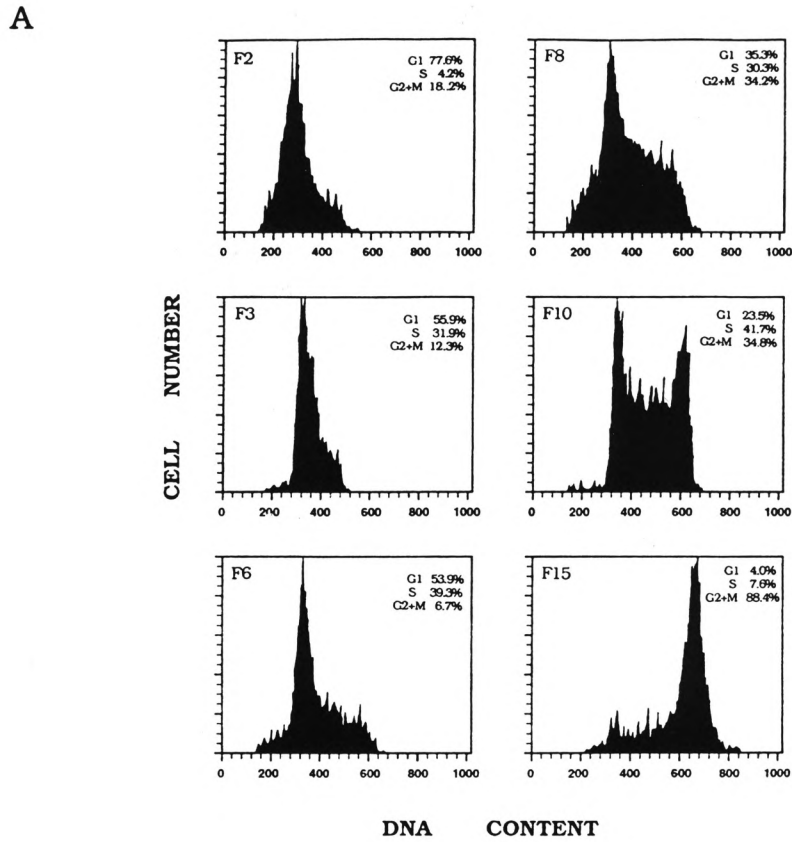 A
F2
G1 77.6%
S 4.2%
G2+M 18..2%
0 200 400 600 800 1000
F8
G1 35.3%
S 30.3%
G2+M 34.2%
0 200 400 600 800 1000
F3
G1 55.9%
S 31.9%
G2+M 12.3%
0 200 400 600 800 1000
F10
G1 23.5%
S 41.7%
G2+M 34.8%
0 200 400 600 800 1000
F6
G1 53.9%
S 39.3%
G2+M 6.7%
0 200 400 600 800 1000
F15
G1 4.0%
S 7.6%
G2+M 88.4%
0 200 400 600 800 1000
CELL NUMBER
DNA CONTENT